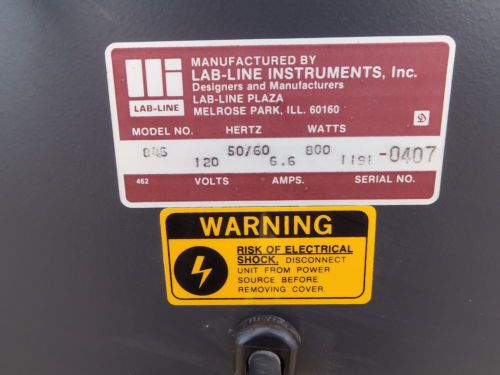 MANUFACTURED BY
LAB-LINE INSTRUMENTS, Inc.
Designers and Manufacturers
LAB-LINE PLAZA
MELROSE PARK, ILL. 60160
LAB-LINE
MODEL NO. HERTZ WATTS
50/60 800
120 6.6 1191-0407
462 VOLTS AMPS. SERIAL NO.
WARNING
RISK OF ELECTRICAL
SHOCK, DISCONNECT
UNIT FROM POWER
SOURCE BEFORE
REMOVING COVER.